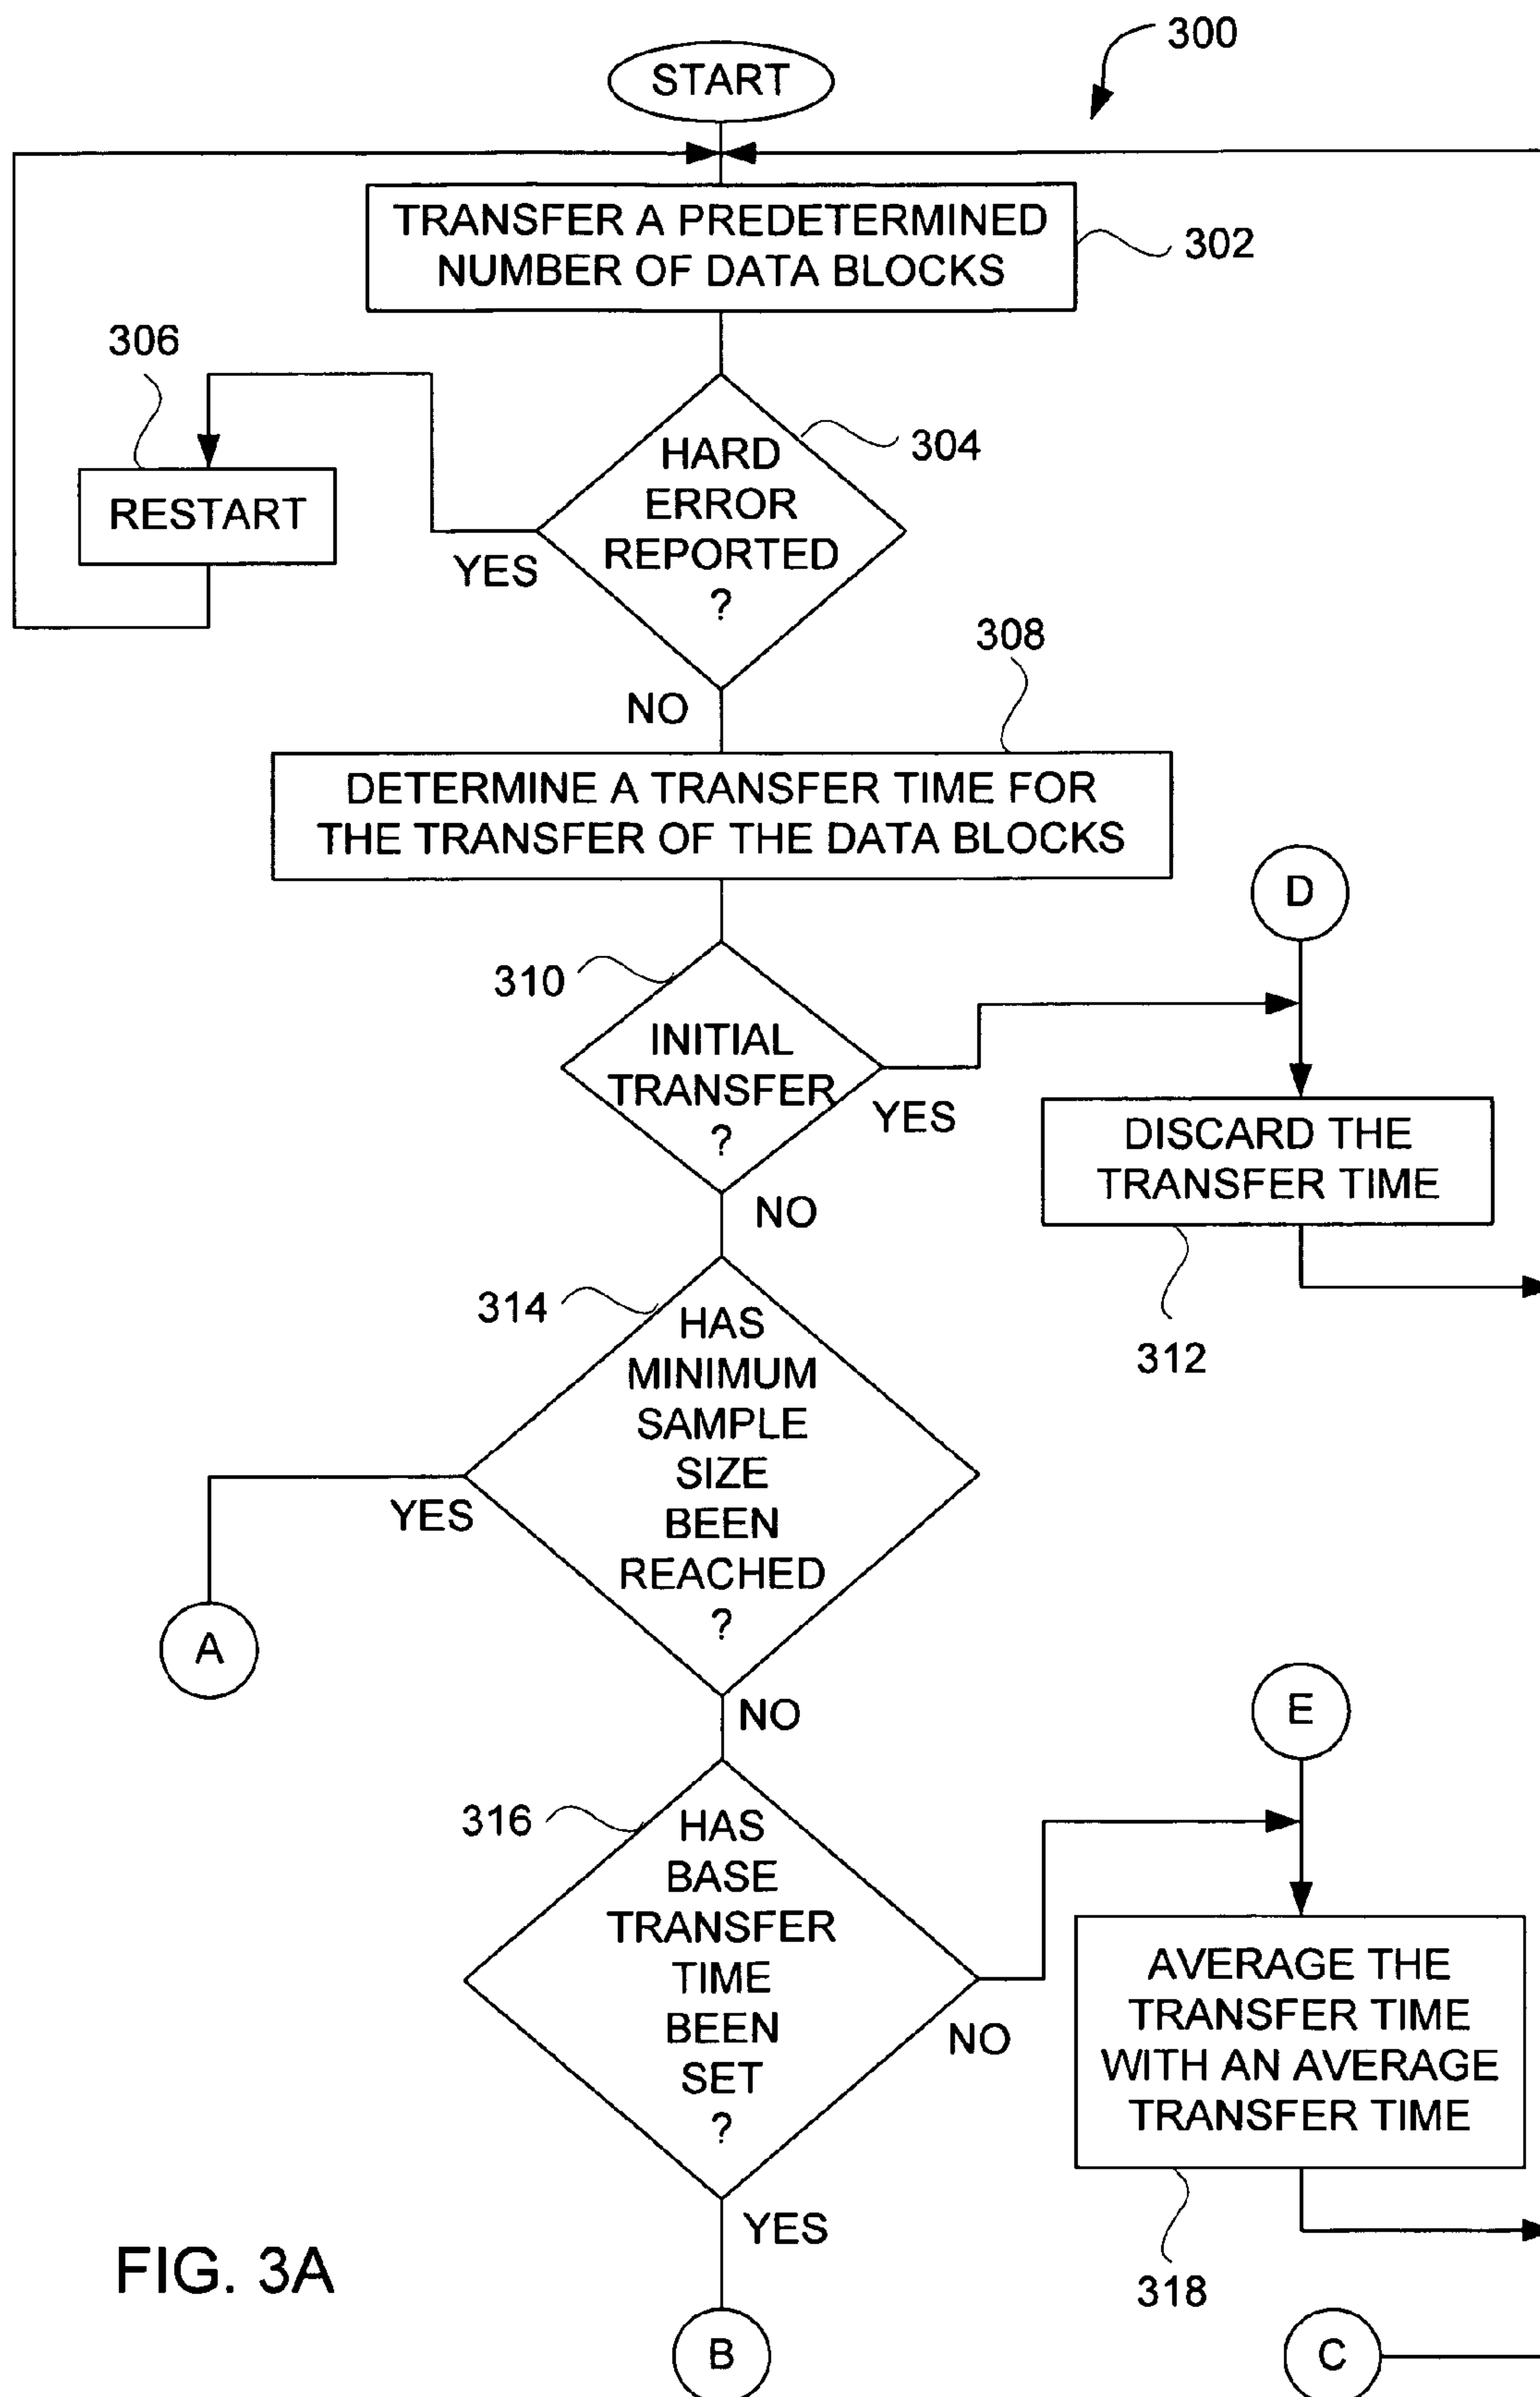 300
START
TRANSFER A PREDETERMINED
NUMBER OF DATA BLOCKS
302
306
RESTART
304
HARD
ERROR
REPORTED
?
YES
NO
308
DETERMINE A TRANSFER TIME FOR
THE TRANSFER OF THE DATA BLOCKS
D
310
INITIAL
TRANSFER
?
YES
NO
DISCARD THE
TRANSFER TIME
312
314
HAS
MINIMUM
SAMPLE
SIZE
BEEN
REACHED
?
YES
A
NO
E
316
HAS
BASE
TRANSFER
TIME
BEEN
SET
?
NO
YES
AVERAGE THE
TRANSFER TIME
WITH AN AVERAGE
TRANSFER TIME
318
FIG. 3A
B
C